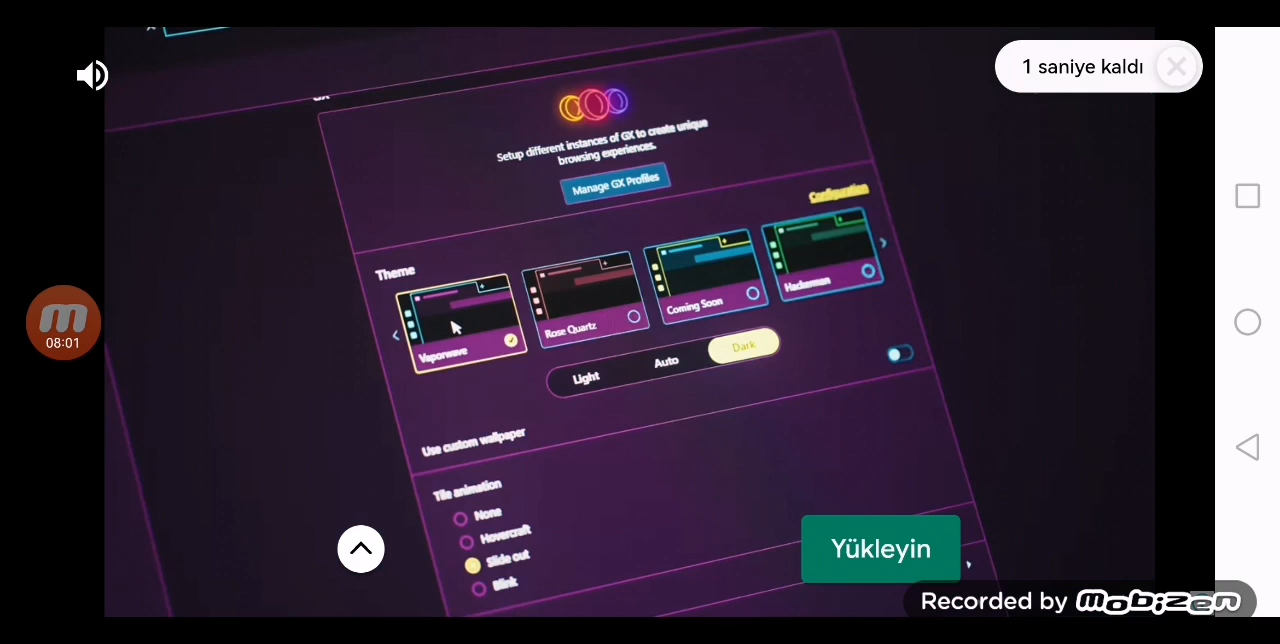 1 saniye kaldı
GX
Setup different instances of GX to create unique
browsing experiences.
Manage GX Profiles
Configuration
Theme
Vaporwave
Rose Quartz
Coming Soon
Hackerman
Light
Auto
Dark
Use custom wallpaper
Tile animation
None
Hovercraft
Slide out
Blink
08:01
Yükleyin
Recorded by mobizen